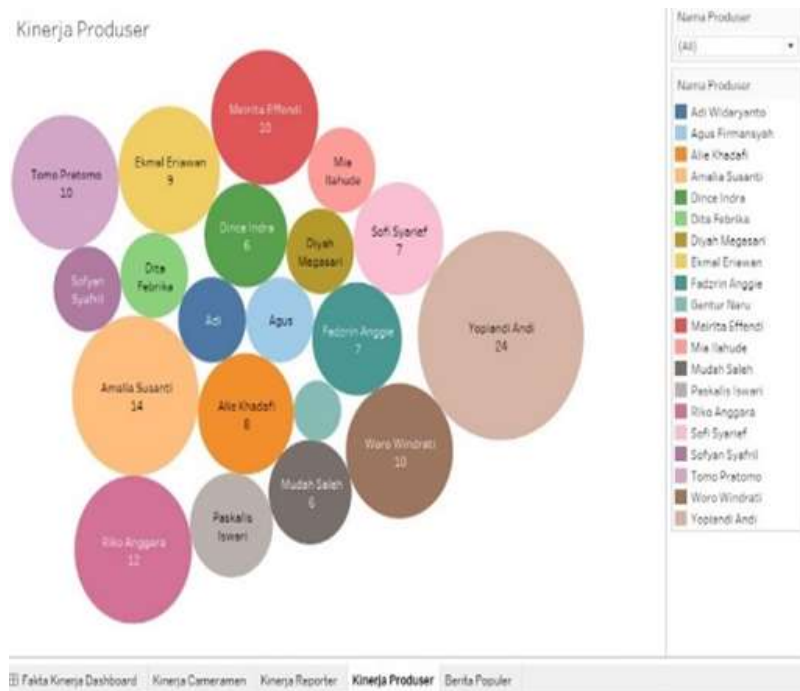 Kinerja Produser
Meirita Effendi
10
Tomo Pratomo
10
Ekmal Eriawan
9
Mia
Ilahude
Dince Indra
6
Diyah
Megasari
Sofi Syarief
7
Sofyan
Syafril
Dita
Febrika
Adi
Agus
Fadzrin Anggie
7
Yopiandi Andi
24
Amalia Susanti
14
Alie Khadafi
8
Woro Windrati
10
Mudah Saleh
6
Paskalis
Iswari
Riko Anggara
12
Nama Produser
(All)
Nama Produser
Adi Widaryanto
Agus Firmansyah
Alie Khadafi
Amalia Susanti
Dince Indra
Dita Febrika
Diyah Megasari
Ekmal Eriawan
Fadzrin Anggie
Gentur Naru
Meirita Effendi
Mia Ilahude
Mudah Saleh
Paskalis Iswari
Riko Anggara
Sofi Syarief
Sofyan Syafril
Tomo Pratomo
Woro Windrati
Yopiandi Andi
Fakta Kinerja Dashboard
Kinerja Cameramen
Kinerja Reporter
Kinerja Produser
Berita Populer